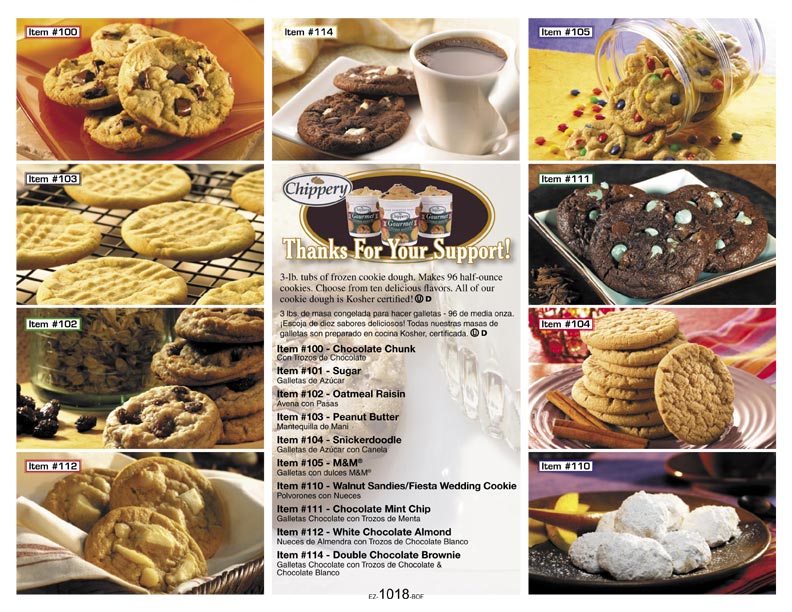 Item #100
Item #114
Item #105
Item #103
Item #111
Item #102
Item #104
Item #112
Item #110
Chippery
Gourmet
Gourmet
Gourmet
Thanks For Your Support!
3-lb. tubs of frozen cookie dough. Makes 96 half-ounce
cookies. Choose from ten delicious flavors. All of our
cookie dough is Kosher certified! Ⓤ D
3 lbs. de masa congelada para hacer galletas - 96 de media onza.
¡Escoja de diez sabores deliciosos! Todas nuestras masas de
galletas son preparado en cocina Kosher, certificada. Ⓤ D
Item #100 - Chocolate Chunk
Con Trozos de Chocolate
Item #101 - Sugar
Galletas de Azúcar
Item #102 - Oatmeal Raisin
Avena con Pasas
Item #103 - Peanut Butter
Mantequilla de Mani
Item #104 - Snickerdoodle
Galletas de Azúcar con Canela
Item #105 - M&M®
Galletas con dulces M&M®
Item #110 - Walnut Sandies/Fiesta Wedding Cookie
Polvorones con Nueces
Item #111 - Chocolate Mint Chip
Galletas Chocolate con Trozos de Menta
Item #112 - White Chocolate Almond
Nueces de Almendra con Trozos de Chocolate Blanco
Item #114 - Double Chocolate Brownie
Galletas Chocolate con Trozos de Chocolate &
Chocolate Blanco
EZ-1018-BOF